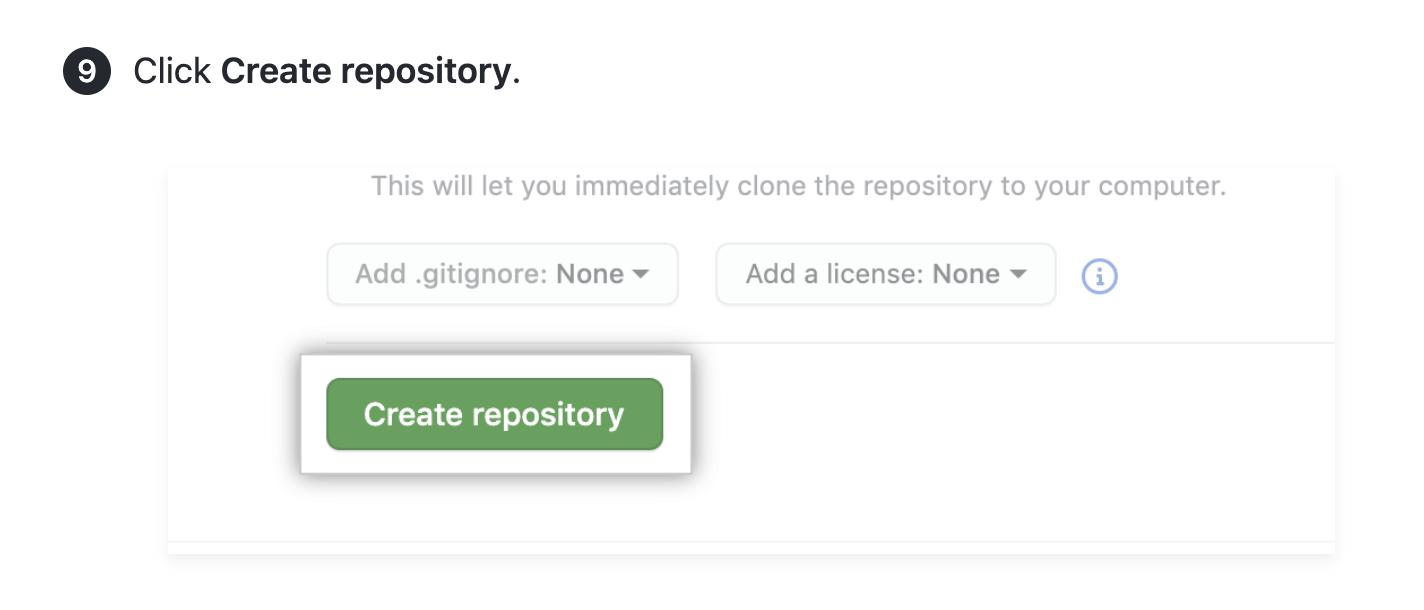 9 Click Create repository.
This will let you immediately clone the repository to your computer.
Add .gitignore: None Add a license: None
Create repository